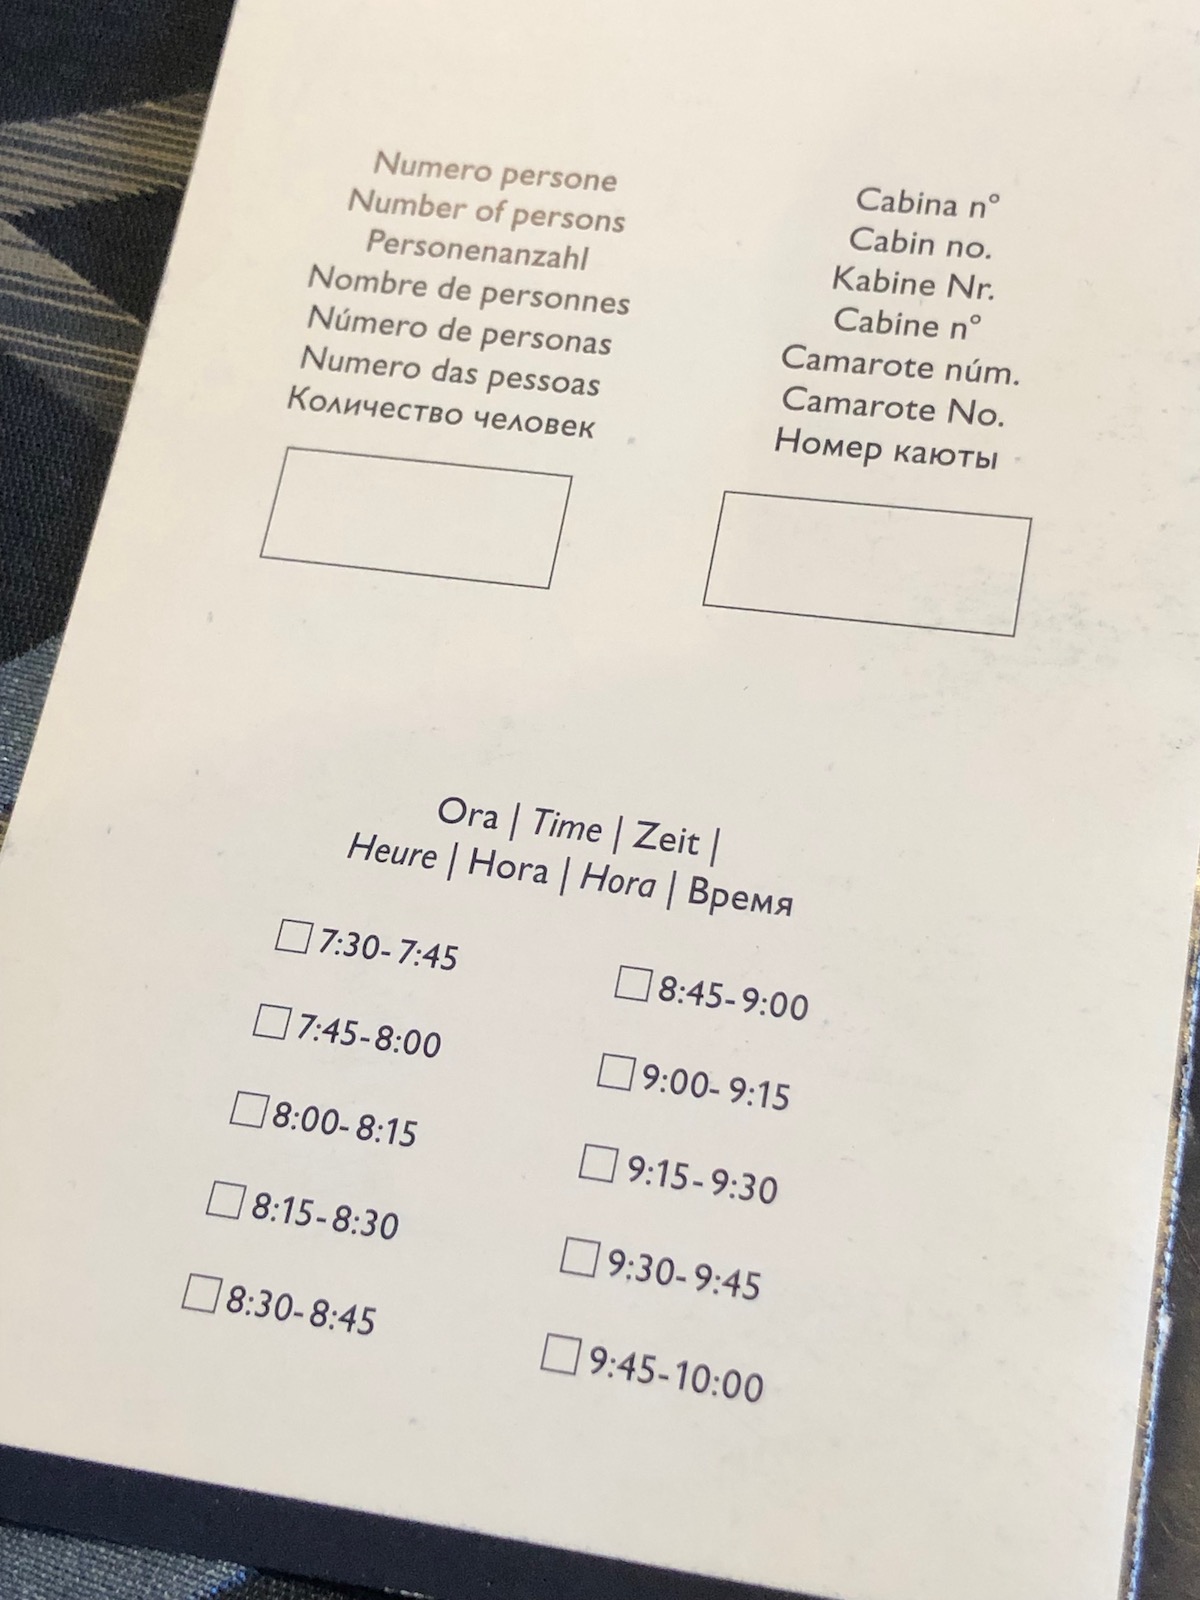 Numero persone
Number of persons
Personenanzahl
Nombre de personnes
Número de personas
Numero das pessoas
Количество человек
Cabina n°
Cabin no.
Kabine Nr.
Cabine n°
Camarote núm.
Camarote No.
Номер каюты
Ora | Time | Zeit |
Heure | Hora | Hora | Время
7:30-7:45
7:45-8:00
8:00-8:15
8:15-8:30
8:30-8:45
8:45-9:00
9:00-9:15
9:15-9:30
9:30-9:45
9:45-10:00